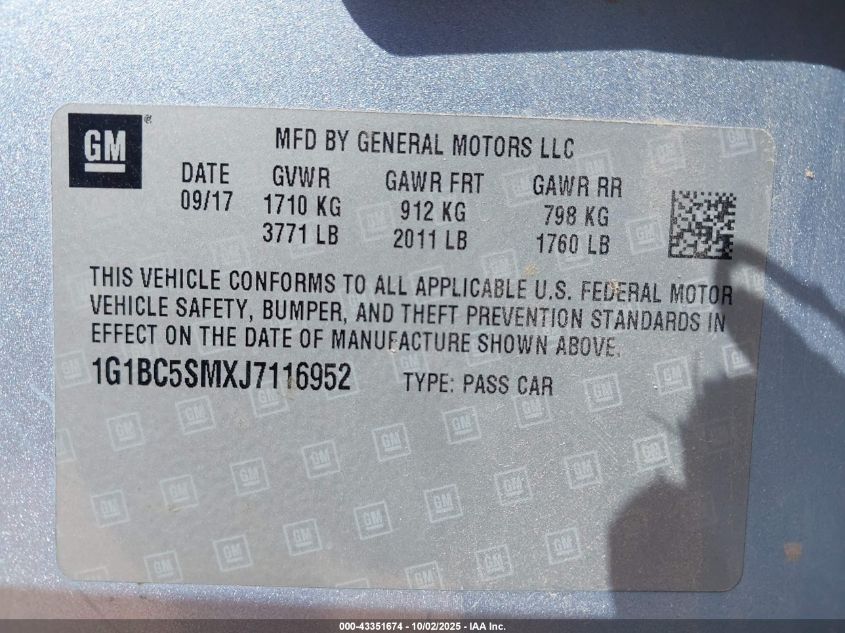 GM ®
MFD BY GENERAL MOTORS LLC
DATE GVWR GAWR FRT GAWR RR
09/17 1710 KG 912 KG 798 KG
3771 LB 2011 LB 1760 LB
THIS VEHICLE CONFORMS TO ALL APPLICABLE U.S. FEDERAL MOTOR
VEHICLE SAFETY, BUMPER, AND THEFT PREVENTION STANDARDS IN
EFFECT ON THE DATE OF MANUFACTURE SHOWN ABOVE.
1G1BC5SMXJ7116952 TYPE: PASS CAR
000-43351674 - 10/02/2025 - IAA Inc.